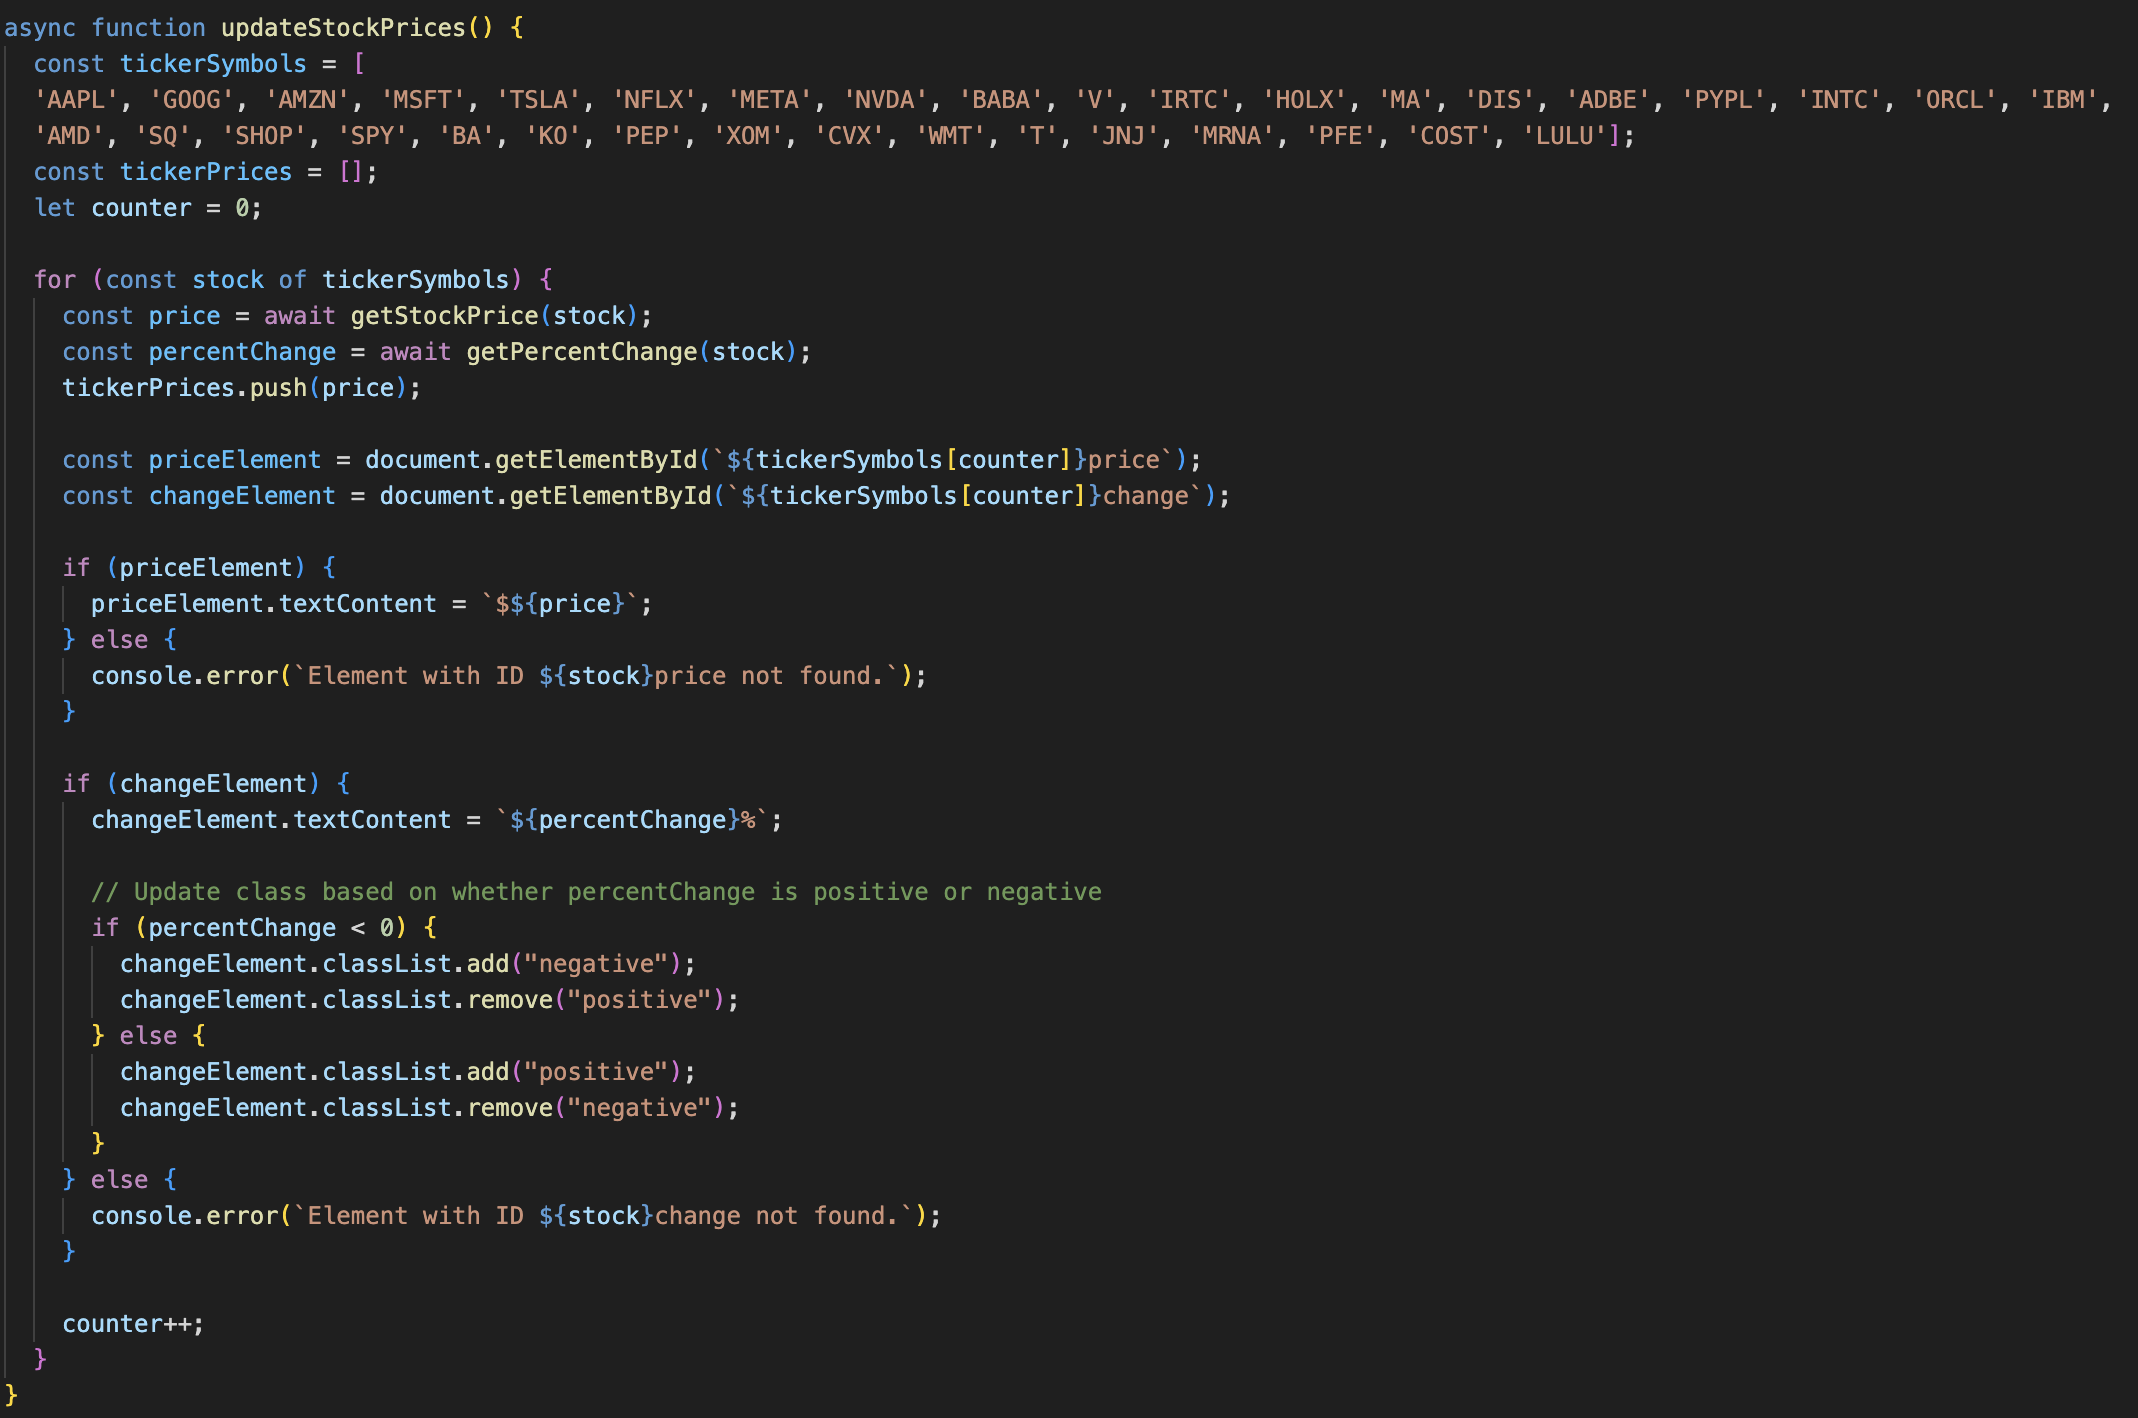 async function updateStockPrices() {
  const tickerSymbols = [
  'AAPL', 'GOOG', 'AMZN', 'MSFT', 'TSLA', 'NFLX', 'META', 'NVDA', 'BABA', 'V', 'IRTC', 'HOLX', 'MA', 'DIS', 'ADBE', 'PYPL', 'INTC', 'ORCL', 'IBM',
  'AMD', 'SQ', 'SHOP', 'SPY', 'BA', 'KO', 'PEP', 'XOM', 'CVX', 'WMT', 'T', 'JNJ', 'MRNA', 'PFE', 'COST', 'LULU'];
  const tickerPrices = [];
  let counter = 0;

  for (const stock of tickerSymbols) {
    const price = await getStockPrice(stock);
    const percentChange = await getPercentChange(stock);
    tickerPrices.push(price);

    const priceElement = document.getElementById(`${tickerSymbols[counter]}price`);
    const changeElement = document.getElementById(`${tickerSymbols[counter]}change`);

    if (priceElement) {
      priceElement.textContent = `$${price}`;
    } else {
      console.error(`Element with ID ${stock}price not found.`);
    }

    if (changeElement) {
      changeElement.textContent = `${percentChange}%`;

      // Update class based on whether percentChange is positive or negative
      if (percentChange < 0) {
        changeElement.classList.add("negative");
        changeElement.classList.remove("positive");
      } else {
        changeElement.classList.add("positive");
        changeElement.classList.remove("negative");
      }
    } else {
      console.error(`Element with ID ${stock}change not found.`);
    }

    counter++;
  }
}